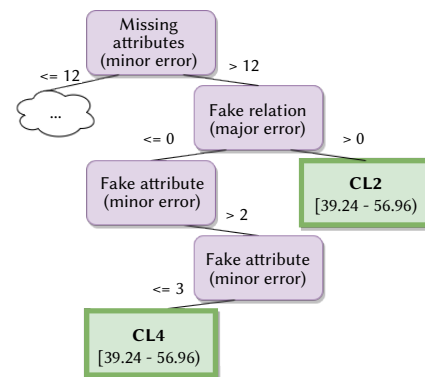 Missing
attributes
(minor error)
<= 12
> 12
...
Fake relation
(major error)
<= 0
> 0
Fake attribute
(minor error)
CL2
[39.24 - 56.96)
> 2
Fake attribute
(minor error)
<= 3
CL4
[39.24 - 56.96)